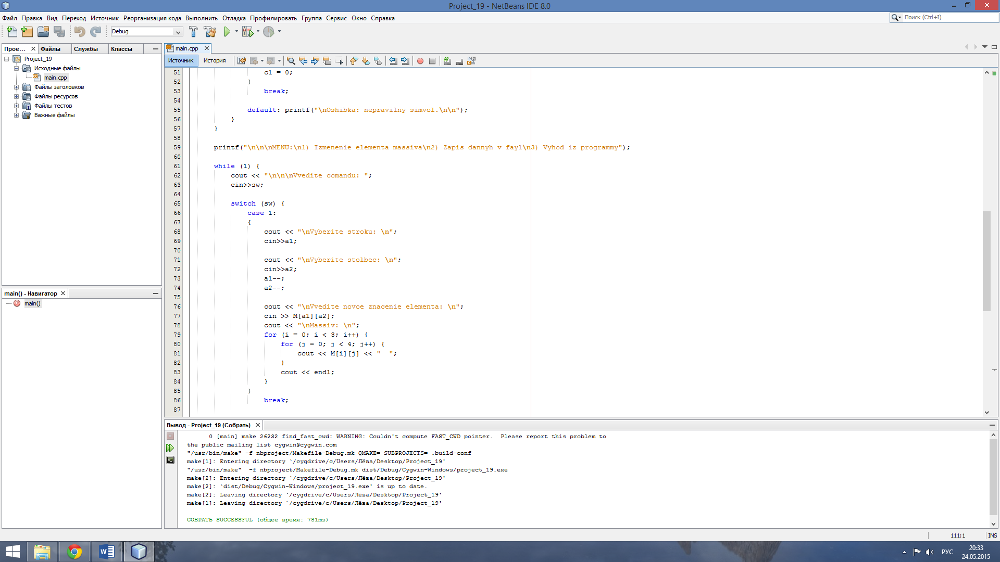 Project_19 - NetBeans IDE 8.0
Файл Правка Вид Переход Источник Реорганизация кода Выполнить Отладка Профилировать Группа Сервис Окно Справка
Поиск (Ctrl+I)
Debug
Прое... Файлы Службы Классы
Project_19
Исходные файлы
main.cpp
Файлы заголовков
Файлы ресурсов
Файлы тестов
Важные файлы
main() - Навигатор
main()
main.cpp
Источник История
51 c1 = 0;
52 }
53 break;
54
55 default: printf("\nOshibka: nepravilny simvol.\n\n");
56 }
57 }
58
59 printf("\n\n\nMENU:\n1) Izmenenie elementa massiva\n2) Zapis dannyh v fayl\n3) Vyhod iz programmy");
60
61 while (1) {
62 cout << "\n\n\nVvedite comandu: ";
63 cin>>sw;
64
65 switch (sw) {
66 case 1:
67 {
68 cout << "\nVyberite stroku: \n";
69 cin>>a1;
70
71 cout << "\nVyberite stolbec: \n";
72 cin>>a2;
73 a1--;
74 a2--;
75
76 cout << "\nVvedite novoe znacenie elementa: \n";
77 cin >> M[a1][a2];
78 cout << "\nMassiv: \n";
79 for (i = 0; i < 3; i++) {
80 for (j = 0; j < 4; j++) {
81 cout << M[i][j] << "  ";
82 }
83 cout << endl;
84 }
85 }
86 break;
87
Вывод - Project_19 (Собрать)
0 [main] make 26232 find_fast_cwd: WARNING: Couldn't compute FAST_CWD pointer.  Please report this problem to
the public mailing list cygwin@cygwin.com
"/usr/bin/make" -f nbproject/Makefile-Debug.mk QMAKE= SUBPROJECTS= .build-conf
make[1]: Entering directory `/cygdrive/c/Users/Лёва/Desktop/Project_19'
"/usr/bin/make"  -f nbproject/Makefile-Debug.mk dist/Debug/Cygwin-Windows/project_19.exe
make[2]: Entering directory `/cygdrive/c/Users/Лёва/Desktop/Project_19'
make[2]: `dist/Debug/Cygwin-Windows/project_19.exe' is up to date.
make[2]: Leaving directory `/cygdrive/c/Users/Лёва/Desktop/Project_19'
make[1]: Leaving directory `/cygdrive/c/Users/Лёва/Desktop/Project_19'
СОБРАТЬ SUCCESSFUL (общее время: 781ms)
111:1 INS
РУС
20:33
24.05.2015